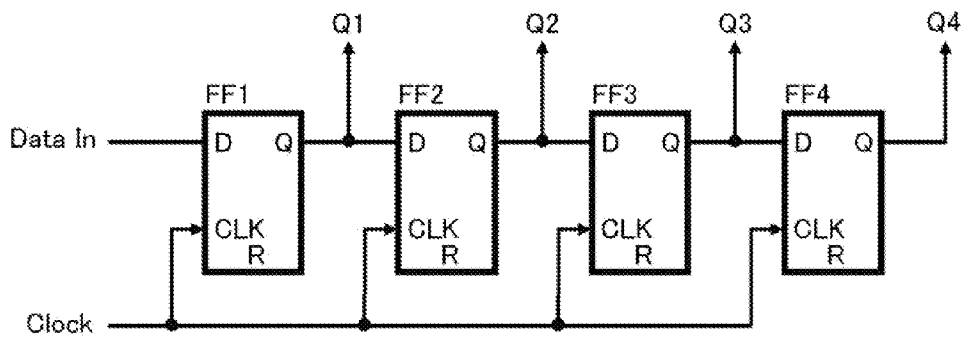 Q1 Q2 Q3 Q4
FF1 FF2 FF3 FF4
Data In D Q D Q D Q D Q
CLK CLK CLK CLK
R R R R
Clock